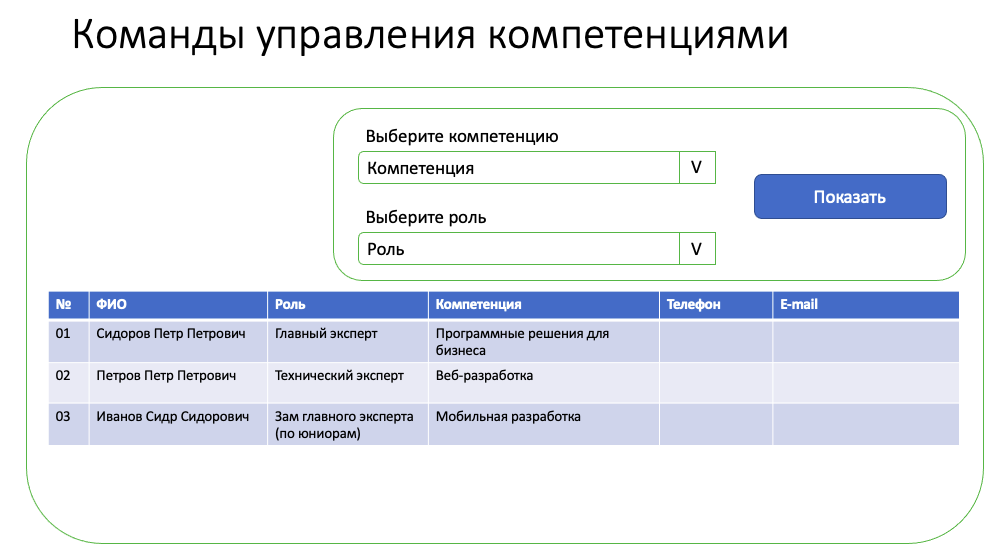 Команды управления компетенциями
Выберите компетенцию
Компетенция V
Показать
Выберите роль
Роль V
№ ФИО Роль Компетенция Телефон E-mail
01 Сидоров Петр Петрович Главный эксперт Программные решения для
бизнеса
02 Петров Петр Петрович Технический эксперт Веб-разработка
03 Иванов Сидр Сидорович Зам главного эксперта Мобильная разработка
(по юниорам)